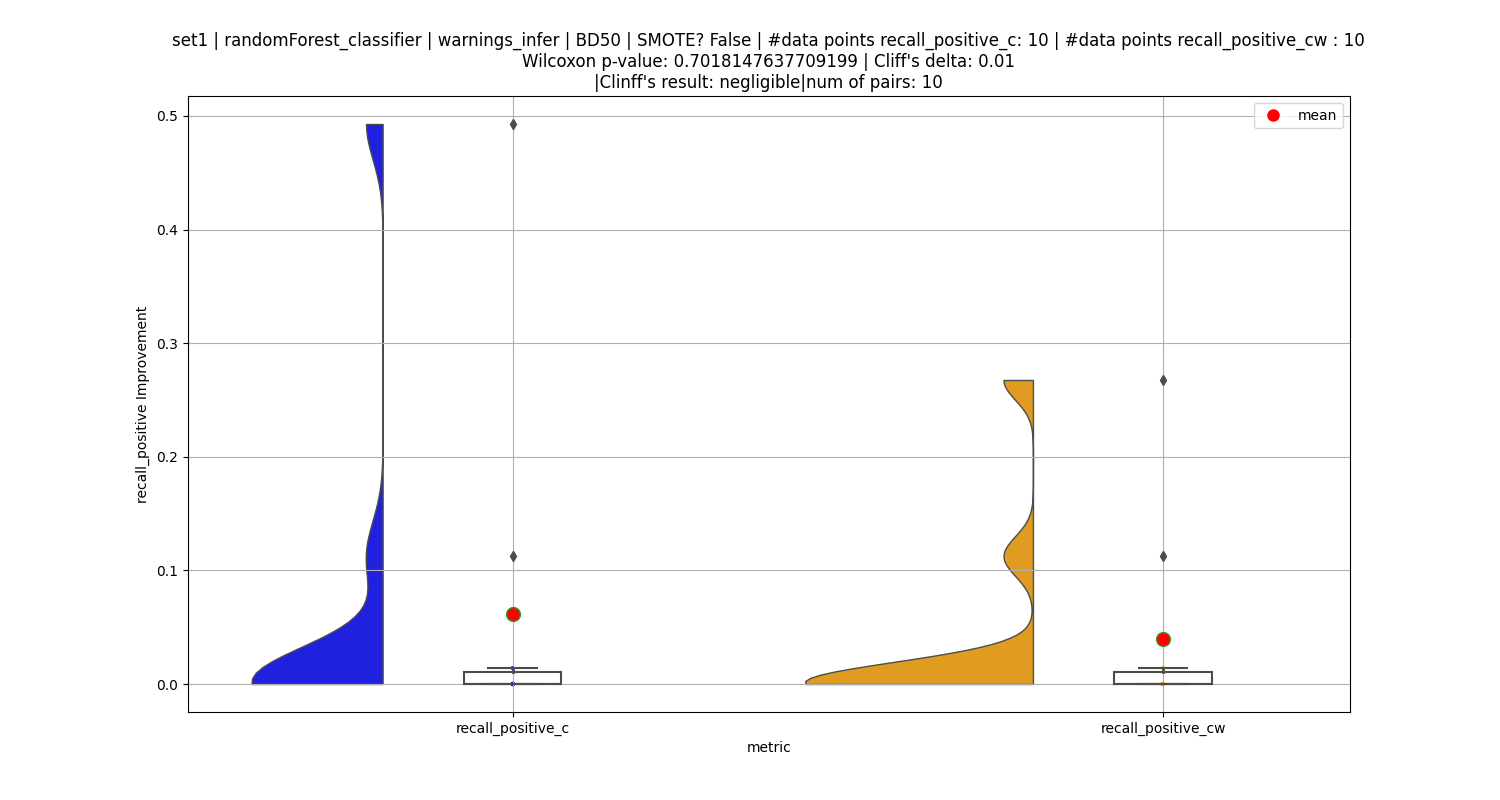 set1 | randomForest_classifier | warnings_infer | BD50 | SMOTE? False | #data points recall_positive_c: 10 | #data points recall_positive_cw : 10
Wilcoxon p-value: 0.7018147637709199 | Cliff's delta: 0.01
|Clinff's result: negligible|num of pairs: 10
mean
recall_positive Improvement
0.5
0.4
0.3
0.2
0.1
0.0
recall_positive_c
recall_positive_cw
metric